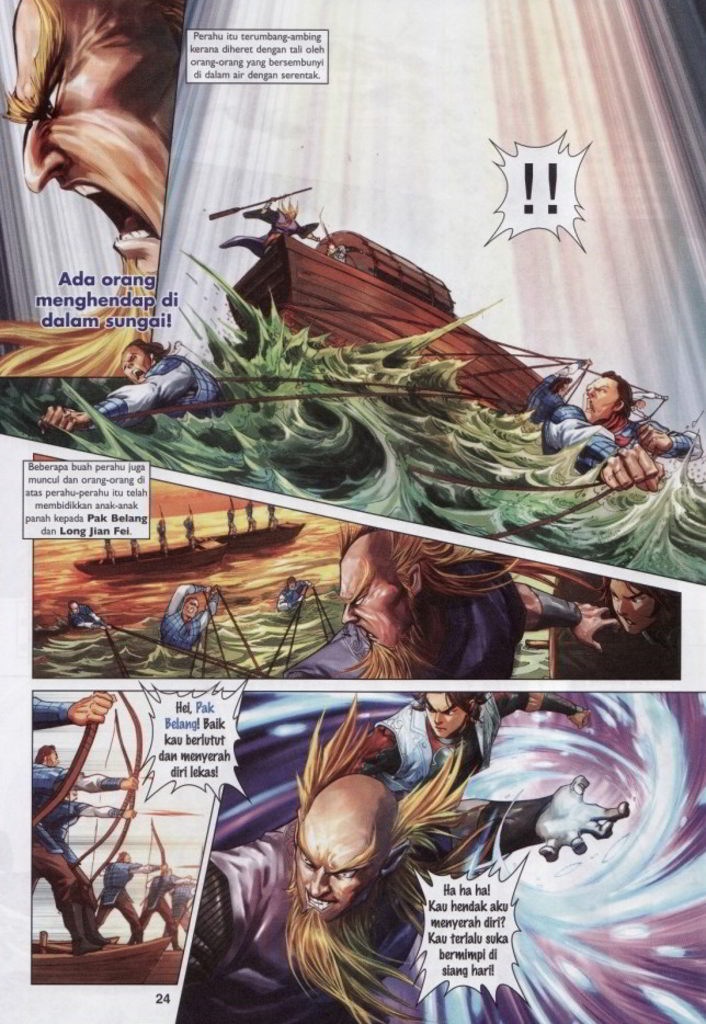 Perahu itu terumbang-ambing
kerana diheret dengan tali oleh
orang-orang yang bersembunyi
di dalam air dengan serentak.
!!
Ada orang
menghendap di
dalam sungai!
Beberapa buah perahu juga
muncul dan orang-orang di
atas perahu-perahu itu telah
membidikkan anak-anak
panah kepada Pak Belang
dan Long Jian Fei.
Hei, Pak
Belang! Baik
kau berlutut
dan menyerah
diri lekas!
Ha ha ha!
Kau hendak aku
menyerah diri?
Kau terlalu suka
bermimpi di
siang hari!
24